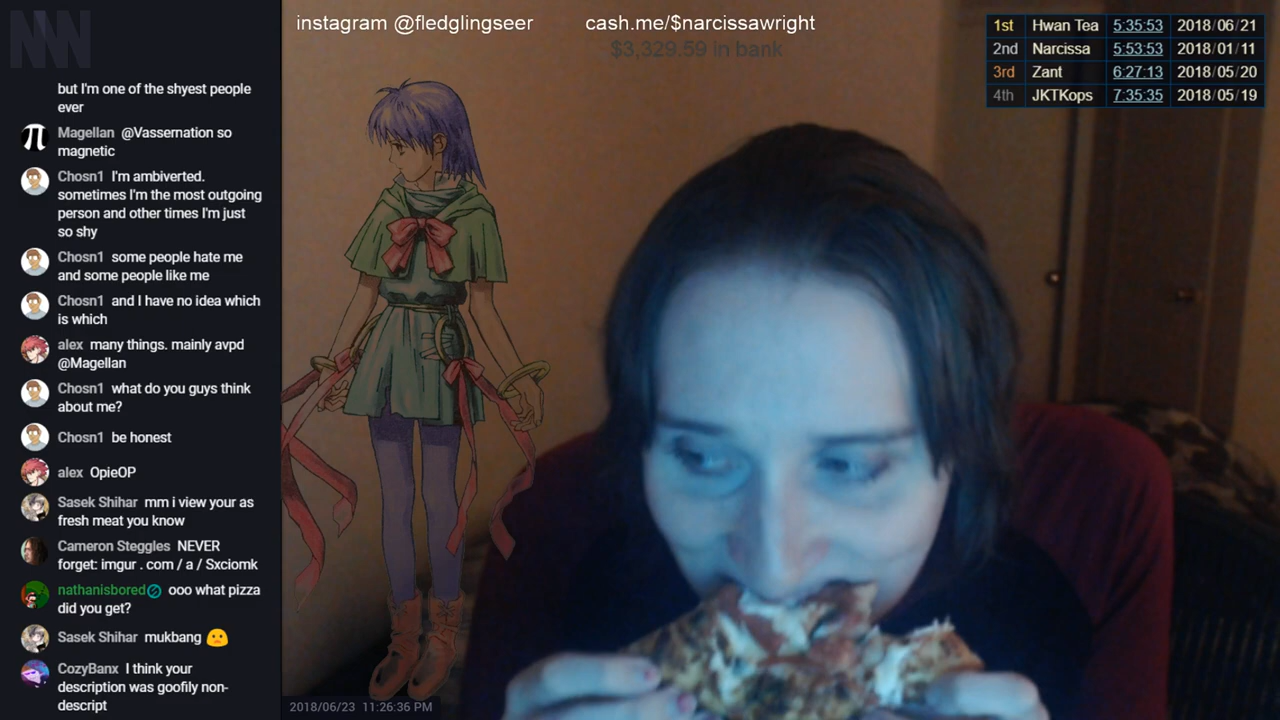 NNN
instagram @fledglingseer
cash.me/$narcissawright
$3,329.59 in bank
1st Hwan Tea 5:35:53 2018/06/21
2nd Narcissa 5:53:53 2018/01/11
3rd Zant 6:27:13 2018/05/20
4th JKTKops 7:35:35 2018/05/19
but I'm one of the shyest people
ever
Magellan @Vassernation so
magnetic
Chosn1 I'm ambiverted.
sometimes I'm the most outgoing
person and other times I'm just
so shy
Chosn1 some people hate me
and some people like me
Chosn1 and I have no idea which
is which
alex many things. mainly avpd
@Magellan
Chosn1 what do you guys think
about me?
Chosn1 be honest
alex OpieOP
Sasek Shihar mm i view your as
fresh meat you know
Cameron Steggles NEVER
forget: imgur . com / a / Sxciomk
nathanisbored ooo what pizza
did you get?
Sasek Shihar mukbang 🙁
CozyBanx I think your
description was goofily non-
descript
2018/06/23 11:26:36 PM